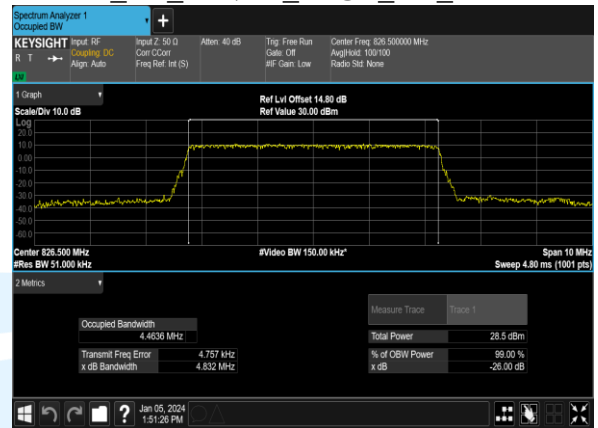 Spectrum Analyzer 1
Occupied BW
+
KEYSIGHT Input: RF Input Z: 50 Ω Atten: 40 dB Trig: Free Run Center Freq: 826.500000 MHz
R T Coupling: DC Corr CCorr Gate: Off Avg|Hold: 100/100
Align: Auto Freq Ref: Int (S) #IF Gain: Low Radio Std: None
1 Graph
Ref Lvl Offset 14.80 dB
Scale/Div 10.0 dB Ref Value 30.00 dBm
Log
20.0
10.0
0.00
-10.0
-20.0
-30.0
-40.0
-50.0
-60.0
Center 826.500 MHz #Video BW 150.00 kHz* Span 10 MHz
#Res BW 51.000 kHz Sweep 4.80 ms (1001 pts)
2 Metrics
Measure Trace Trace 1
Occupied Bandwidth
4.4636 MHz Total Power 28.5 dBm
Transmit Freq Error 4.757 kHz % of OBW Power 99.00 %
x dB Bandwidth 4.832 MHz x dB -26.00 dB
? Jan 05, 2024
1:51:26 PM